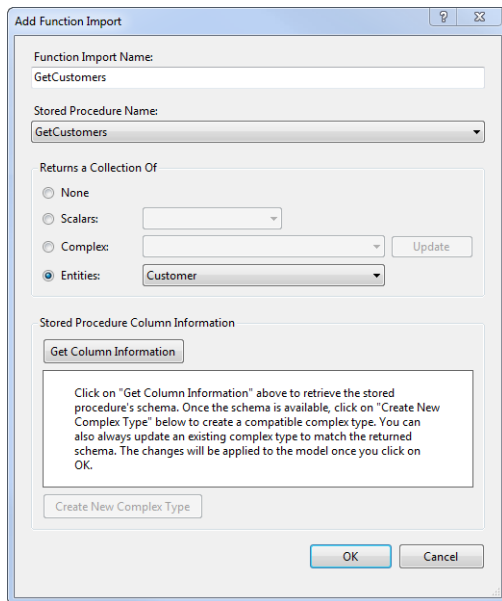 Add Function Import
Function Import Name:
GetCustomers
Stored Procedure Name:
GetCustomers
Returns a Collection Of
None
Scalars:
Complex:
Update
Entities:
Customer
Stored Procedure Column Information
Get Column Information
Click on "Get Column Information" above to retrieve the stored
procedure's schema. Once the schema is available, click on "Create New
Complex Type" below to create a compatible complex type. You can
also always update an existing complex type to match the returned
schema. The changes will be applied to the model once you click on
OK.
Create New Complex Type
OK
Cancel